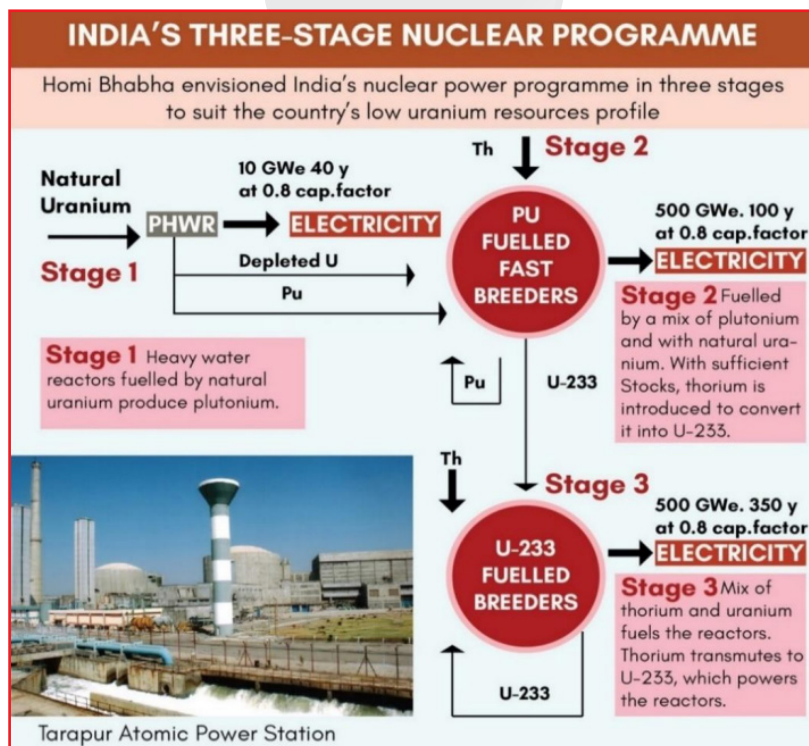 INDIA'S THREE-STAGE NUCLEAR PROGRAMME
Homi Bhabha envisioned India's nuclear power programme in three stages
to suit the country's low uranium resources profile
Natural
Uranium
Stage 1
PHWR
10 GWe 40 y
at 0.8 cap.factor
ELECTRICITY
Depleted U
Pu
Th
Stage 2
PU
FUELLED
FAST
BREEDERS
500 GWe. 100 y
at 0.8 cap.factor
ELECTRICITY
Stage 1 Heavy water
reactors fuelled by natural
uranium produce plutonium.
Stage 2 Fuelled
by a mix of plutonium
and with natural ura-
nium. With sufficient
Stocks, thorium is
introduced to convert
it into U-233.
Pu
U-233
Th
Stage 3
U-233
FUELLED
BREEDERS
500 GWe. 350 y
at 0.8 cap.factor
ELECTRICITY
Stage 3 Mix of
thorium and uranium
fuels the reactors.
Thorium transmutes to
U-233, which powers
the reactors.
U-233
Tarapur Atomic Power Station